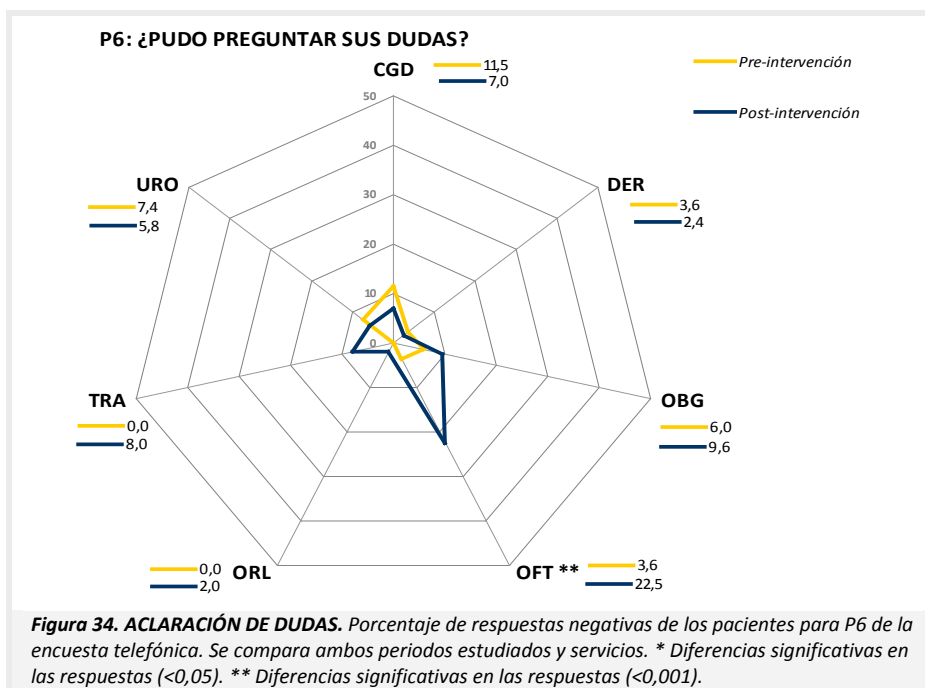 P6: ¿PUDO PREGUNTAR SUS DUDAS?
CGD
11,5
7,0
Pre-intervención
Post-intervención
50
40
30
20
10
0
URO
7,4
5,8
DER
3,6
2,4
TRA
0,0
8,0
OBG
6,0
9,6
ORL
0,0
2,0
OFT **
3,6
22,5
Figura 34. ACLARACIÓN DE DUDAS. Porcentaje de respuestas negativas de los pacientes para P6 de la
encuesta telefónica. Se compara ambos periodos estudiados y servicios. * Diferencias significativas en
las respuestas (<0,05). ** Diferencias significativas en las respuestas (<0,001).